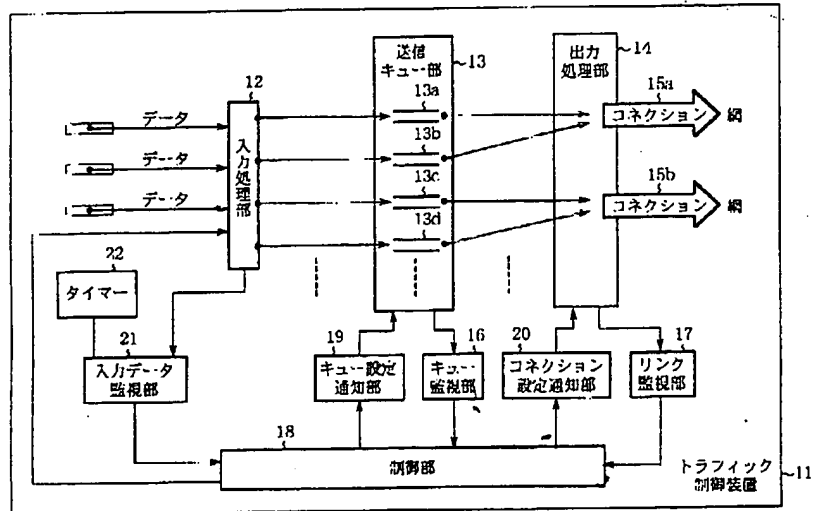 送信
キュー部
13
出力
処理部
14
12
13a
15a
データ
コネクション
網
入力処理部
13b
データ
13c
15b
データ
コネクション
網
13d
22
タイマー
21
19
16
20
17
入力データ
監視部
キュー設定
通知部
キュー
監視部
コネクション
設定通知部
リンク
監視部
18
制御部
トラフィック
制御装置
11